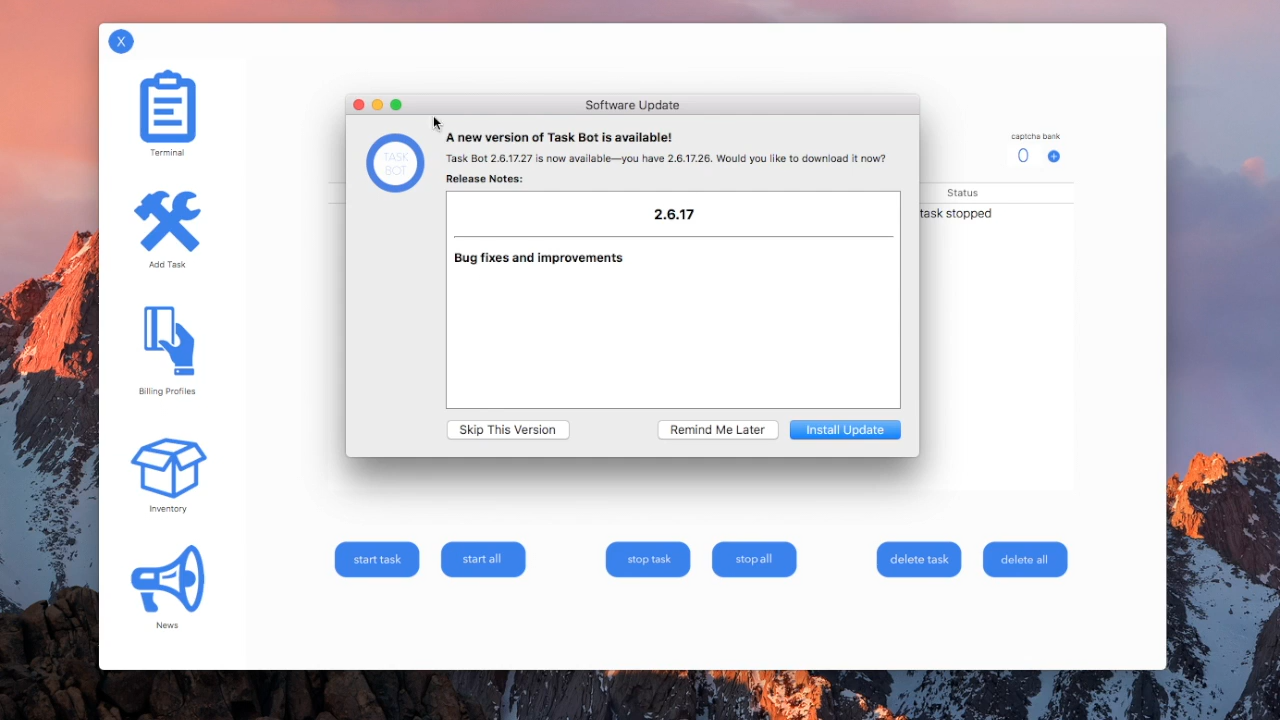 X
Terminal
Add Task
Billing Profiles
Inventory
News
Software Update
TASK
BOT
A new version of Task Bot is available!
Task Bot 2.6.17.27 is now available—you have 2.6.17.26. Would you like to download it now?
Release Notes:
2.6.17
Bug fixes and improvements
Skip This Version
Remind Me Later
Install Update
captcha bank
0
Status
task stopped
start task
start all
stop task
stop all
delete task
delete all